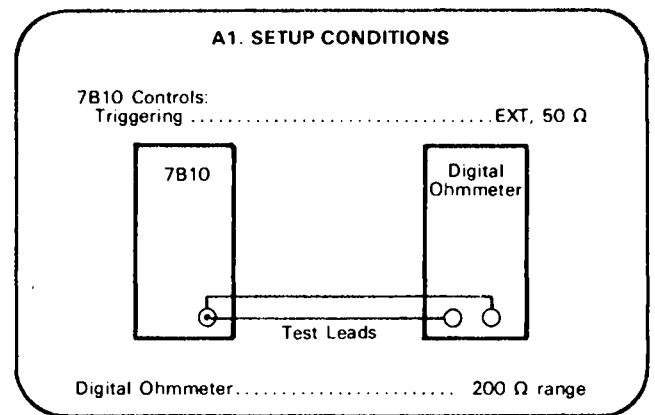 A1. SETUP CONDITIONS
7B10 Controls:
Triggering ................................. EXT, 50 Ω
7B10
Digital
Ohmmeter
Test Leads
Digital Ohmmeter........................ 200 Ω range